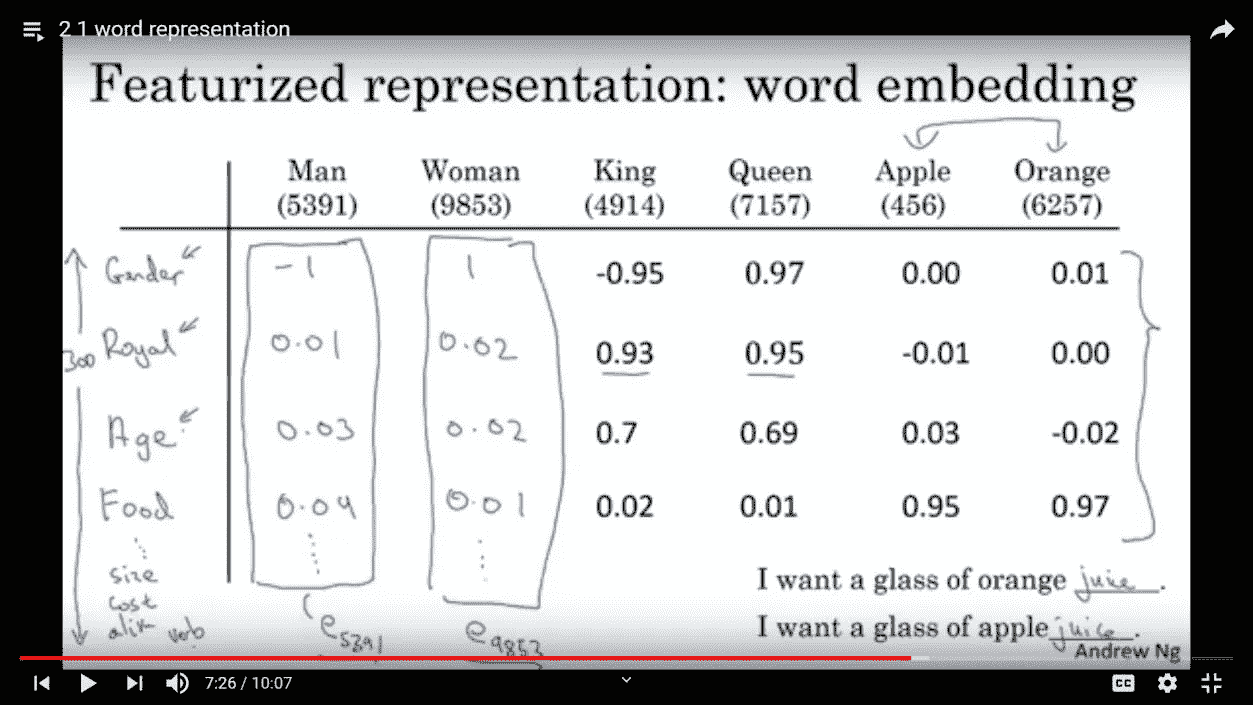 2 1 word representation
Featurized representation: word embedding
Man Woman King Queen Apple Orange
(5391) (9853) (4914) (7157) (456) (6257)
Gender -1 1 -0.95 0.97 0.00 0.01
300 Royal 0.01 0.02 0.93 0.95 -0.01 0.00
Age 0.03 0.02 0.7 0.69 0.03 -0.02
Food 0.04 0.01 0.02 0.01 0.95 0.97
size
cost
alive verb
e5391 e9853
I want a glass of orange juice.
I want a glass of apple juice.
Andrew Ng
7:26 / 10:07
CC